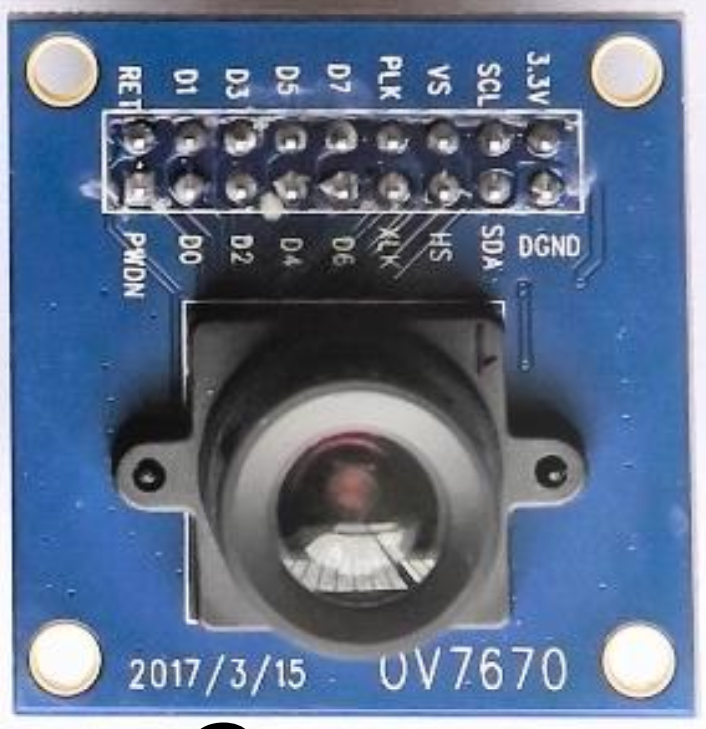 RET D1 D3 D5 D7 PLK VS SCL 3.3V
PWDN D0 D2 D4 D6 XLK HS SDA DGND
2017/3/15 OV7670